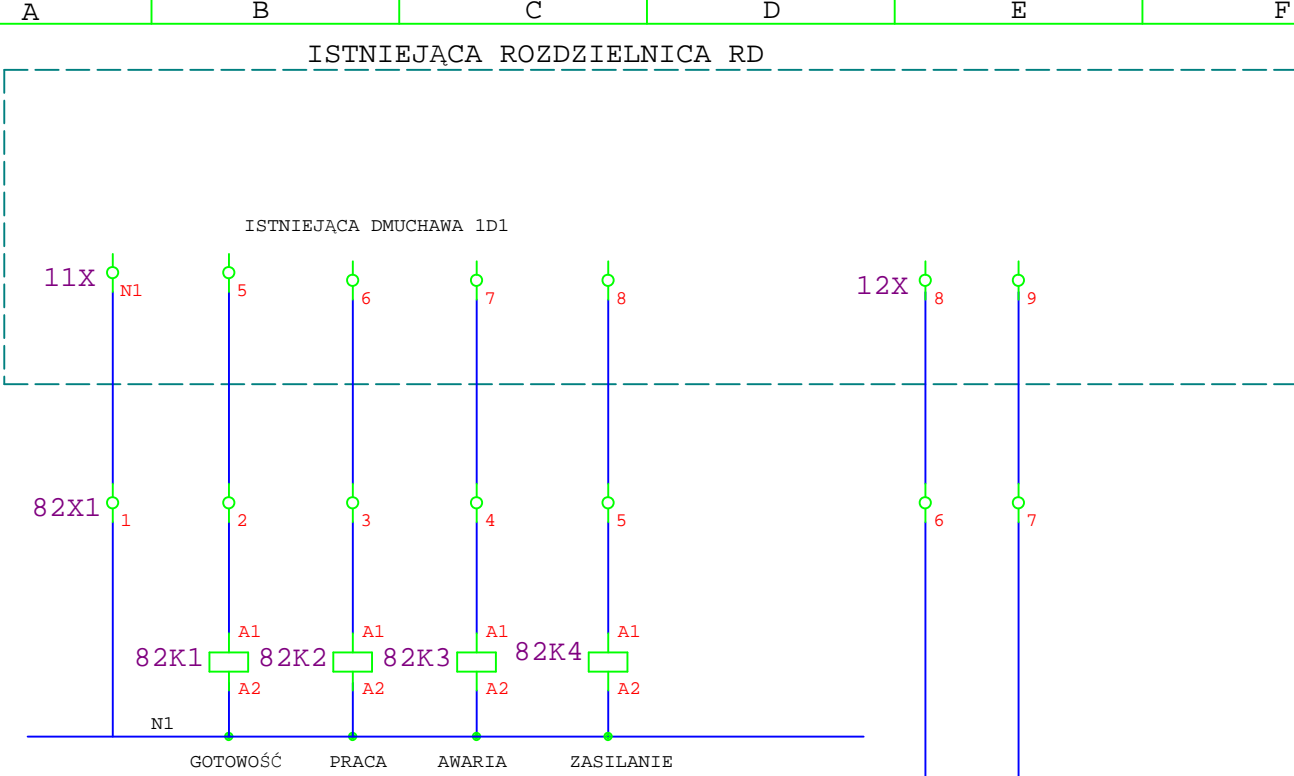 A B C D E F
ISTNIEJĄCA ROZDZIELNICA RD
ISTNIEJĄCA DMUCHAWA 1D1
11X N1 5 6 7 8 12X 8 9
82X1 1 2 3 4 5 6 7
A1 A1 A1 A1
82K1 82K2 82K3 82K4
A2 A2 A2 A2
N1
GOTOWOŚĆ PRACA AWARIA ZASILANIE